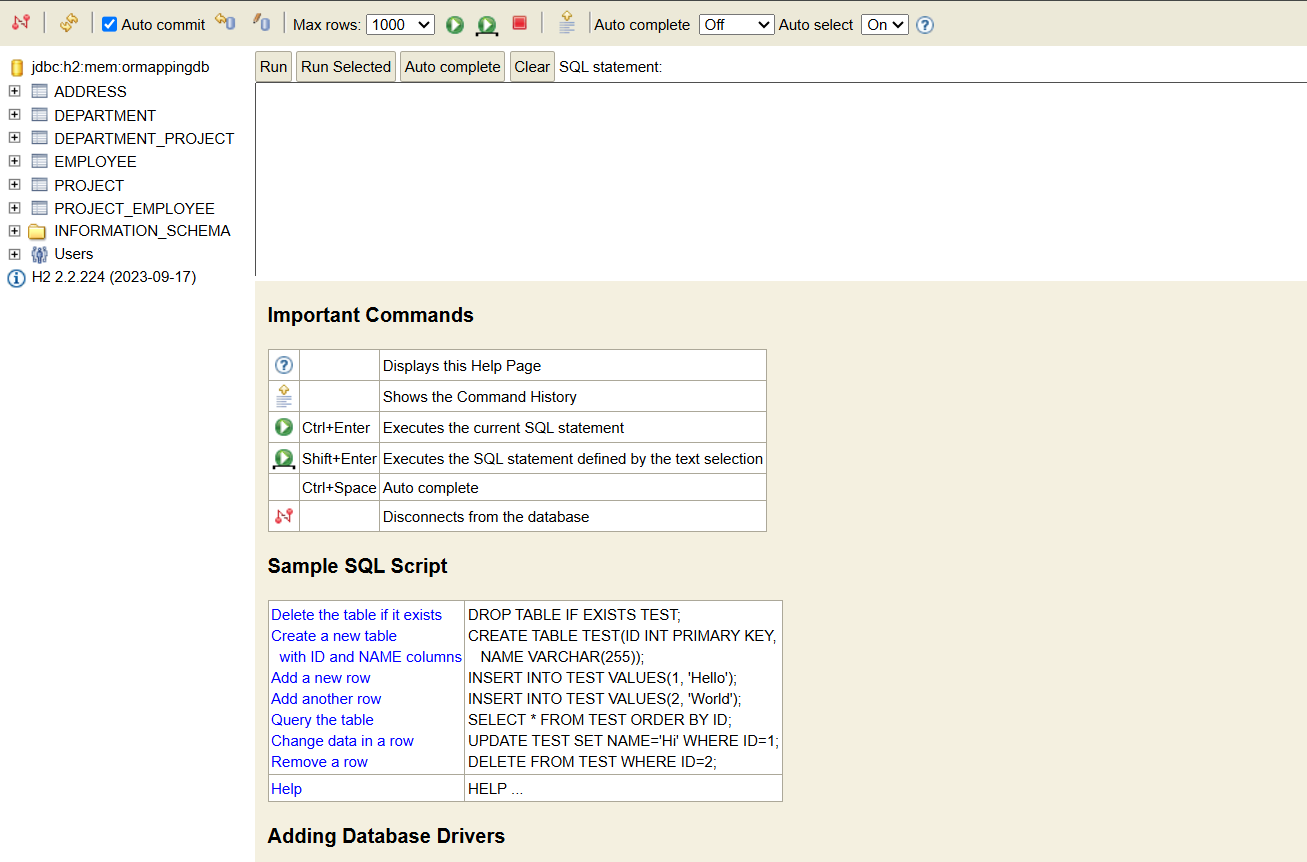 Auto commit Max rows: 1000 Auto complete Off Auto select On ?
jdbc:h2:mem:ormappingdb
ADDRESS
DEPARTMENT
DEPARTMENT_PROJECT
EMPLOYEE
PROJECT
PROJECT_EMPLOYEE
INFORMATION_SCHEMA
Users
H2 2.2.224 (2023-09-17)
Run Run Selected Auto complete Clear SQL statement:
Important Commands
? Displays this Help Page
Shows the Command History
Ctrl+Enter Executes the current SQL statement
Shift+Enter Executes the SQL statement defined by the text selection
Ctrl+Space Auto complete
Disconnects from the database
Sample SQL Script
Delete the table if it exists DROP TABLE IF EXISTS TEST;
Create a new table CREATE TABLE TEST(ID INT PRIMARY KEY,
with ID and NAME columns NAME VARCHAR(255));
Add a new row INSERT INTO TEST VALUES(1, 'Hello');
Add another row INSERT INTO TEST VALUES(2, 'World');
Query the table SELECT * FROM TEST ORDER BY ID;
Change data in a row UPDATE TEST SET NAME='Hi' WHERE ID=1;
Remove a row DELETE FROM TEST WHERE ID=2;
Help HELP ...
Adding Database Drivers